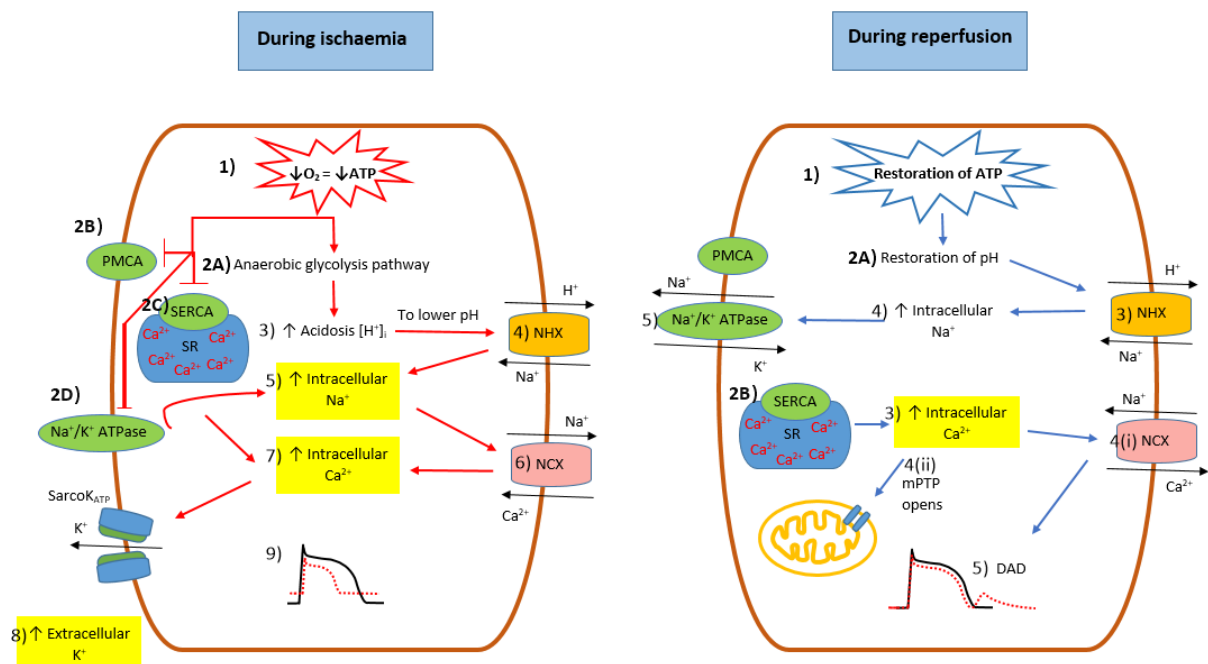 During ischaemia
1)
↓O₂ = ↓ATP
2B)
PMCA
2A) Anaerobic glycolysis pathway
2C)
SERCA
Ca²⁺ Ca²⁺
SR
Ca²⁺ Ca²⁺ Ca²⁺
Ca²⁺
3) ↑ Acidosis [H⁺]ᵢ
To lower pH
H⁺
4) NHX
Na⁺
5) ↑ Intracellular
Na⁺
2D)
Na⁺/K⁺ ATPase
Na⁺
6) NCX
Ca²⁺
7) ↑ Intracellular
Ca²⁺
SarcoK_ATP
K⁺
9)
8) ↑ Extracellular
K⁺
During reperfusion
1)
Restoration of ATP
PMCA
2A) Restoration of pH
Na⁺
5) Na⁺/K⁺ ATPase
K⁺
4) ↑ Intracellular
Na⁺
H⁺
3) NHX
Na⁺
2B)
SERCA
Ca²⁺ Ca²⁺
SR
Ca²⁺ Ca²⁺ Ca²⁺
Ca²⁺
3) ↑ Intracellular
Ca²⁺
Na⁺
4(i) NCX
Ca²⁺
4(ii)
mPTP
opens
5) DAD